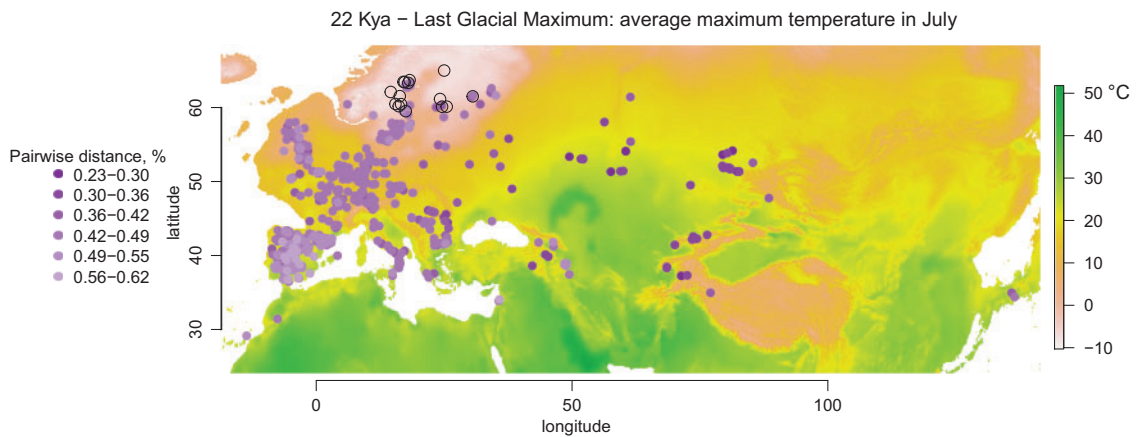 22 Kya − Last Glacial Maximum: average maximum temperature in July
Pairwise distance, %
0.23−0.30
0.30−0.36
0.36−0.42
0.42−0.49
0.49−0.55
0.56−0.62
latitude
60
50
40
30
50 °C
40
30
20
10
0
−10
0 50 100
longitude